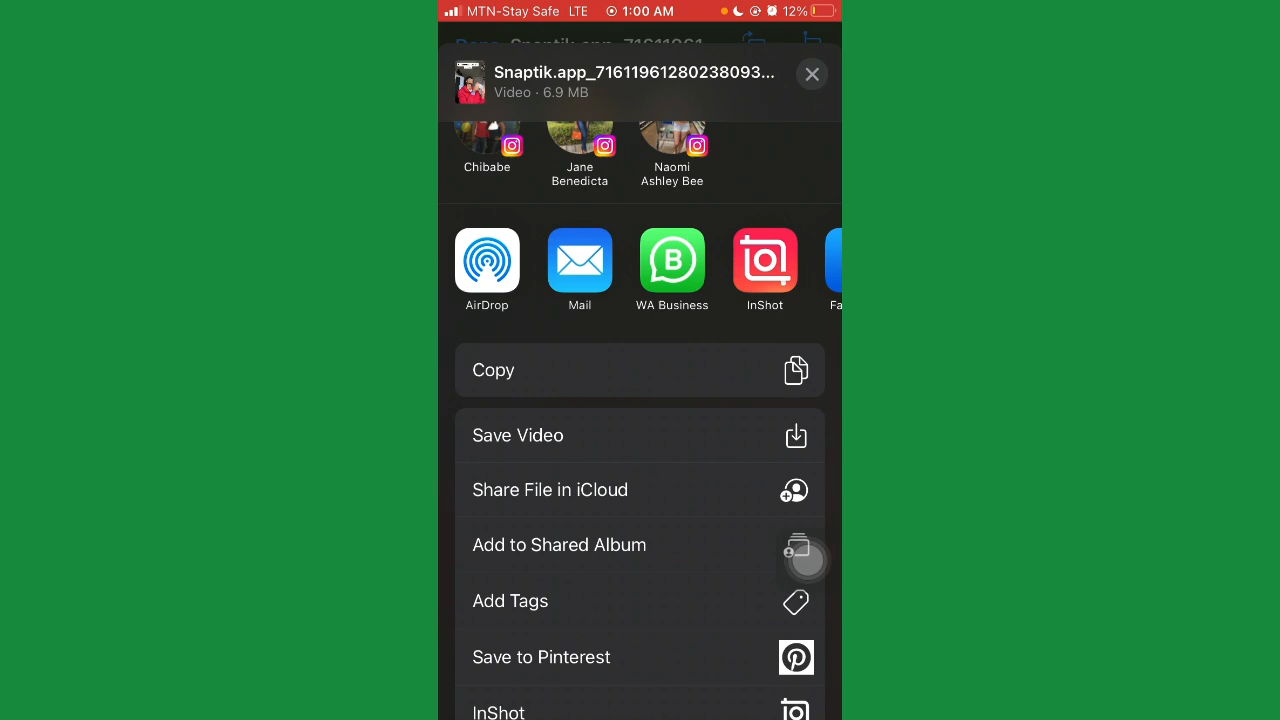 MTN-Stay Safe LTE 1:00 AM 12%
Snaptik.app_71611961280238093...
Video · 6.9 MB
Chibabe
Jane
Benedicta
Naomi
Ashley Bee
B
AirDrop
Mail
WA Business
InShot
Fa
Copy
Save Video
Share File in iCloud
Add to Shared Album
Add Tags
Save to Pinterest
InShot